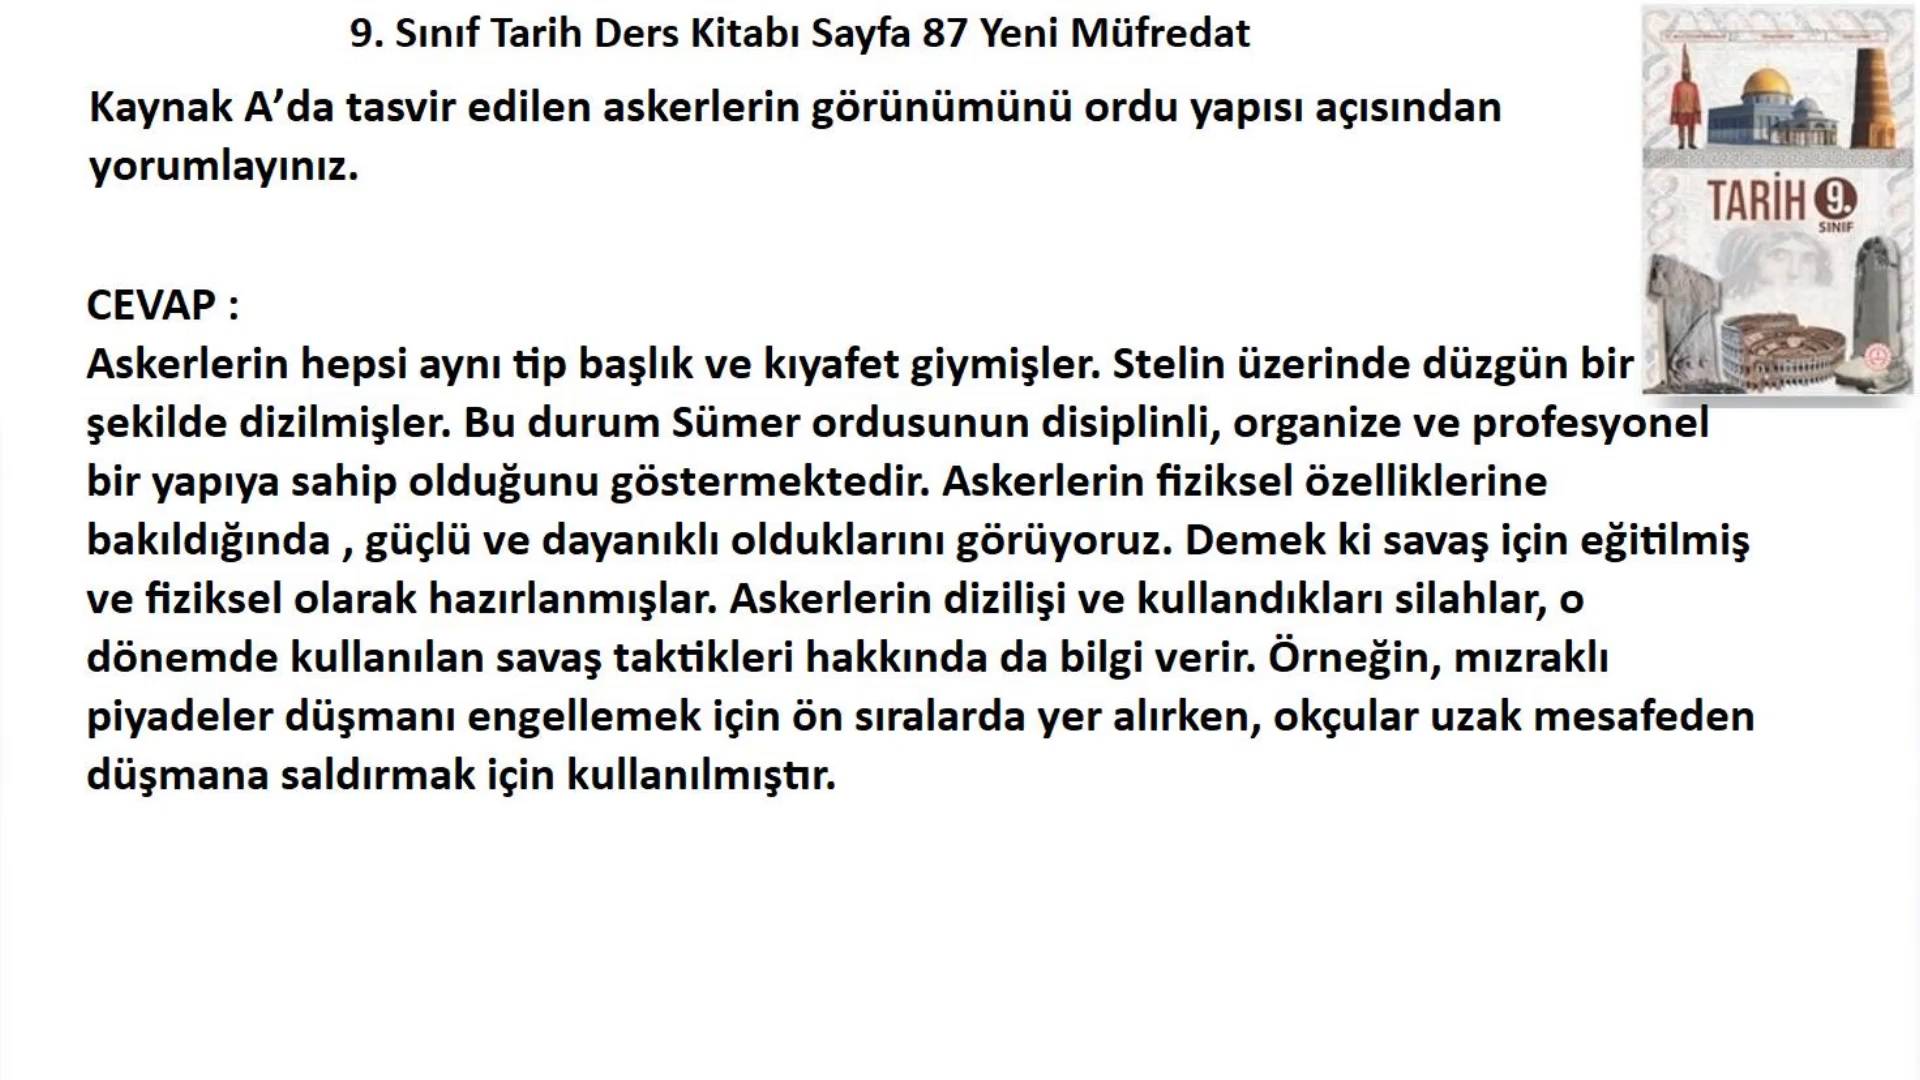 9. Sınıf Tarih Ders Kitabı Sayfa 87 Yeni Müfredat
Kaynak A’da tasvir edilen askerlerin görünümünü ordu yapısı açısından
yorumlayınız.
TARİH 9.
SINIF
CEVAP :
Askerlerin hepsi aynı tip başlık ve kıyafet giymişler. Stelin üzerinde düzgün bir
şekilde dizilmişler. Bu durum Sümer ordusunun disiplinli, organize ve profesyonel
bir yapıya sahip olduğunu göstermektedir. Askerlerin fiziksel özelliklerine
bakıldığında , güçlü ve dayanıklı olduklarını görüyoruz. Demek ki savaş için eğitilmiş
ve fiziksel olarak hazırlanmışlar. Askerlerin dizilişi ve kullandıkları silahlar, o
dönemde kullanılan savaş taktikleri hakkında da bilgi verir. Örneğin, mızraklı
piyadeler düşmanı engellemek için ön sıralarda yer alırken, okçular uzak mesafeden
düşmana saldırmak için kullanılmıştır.